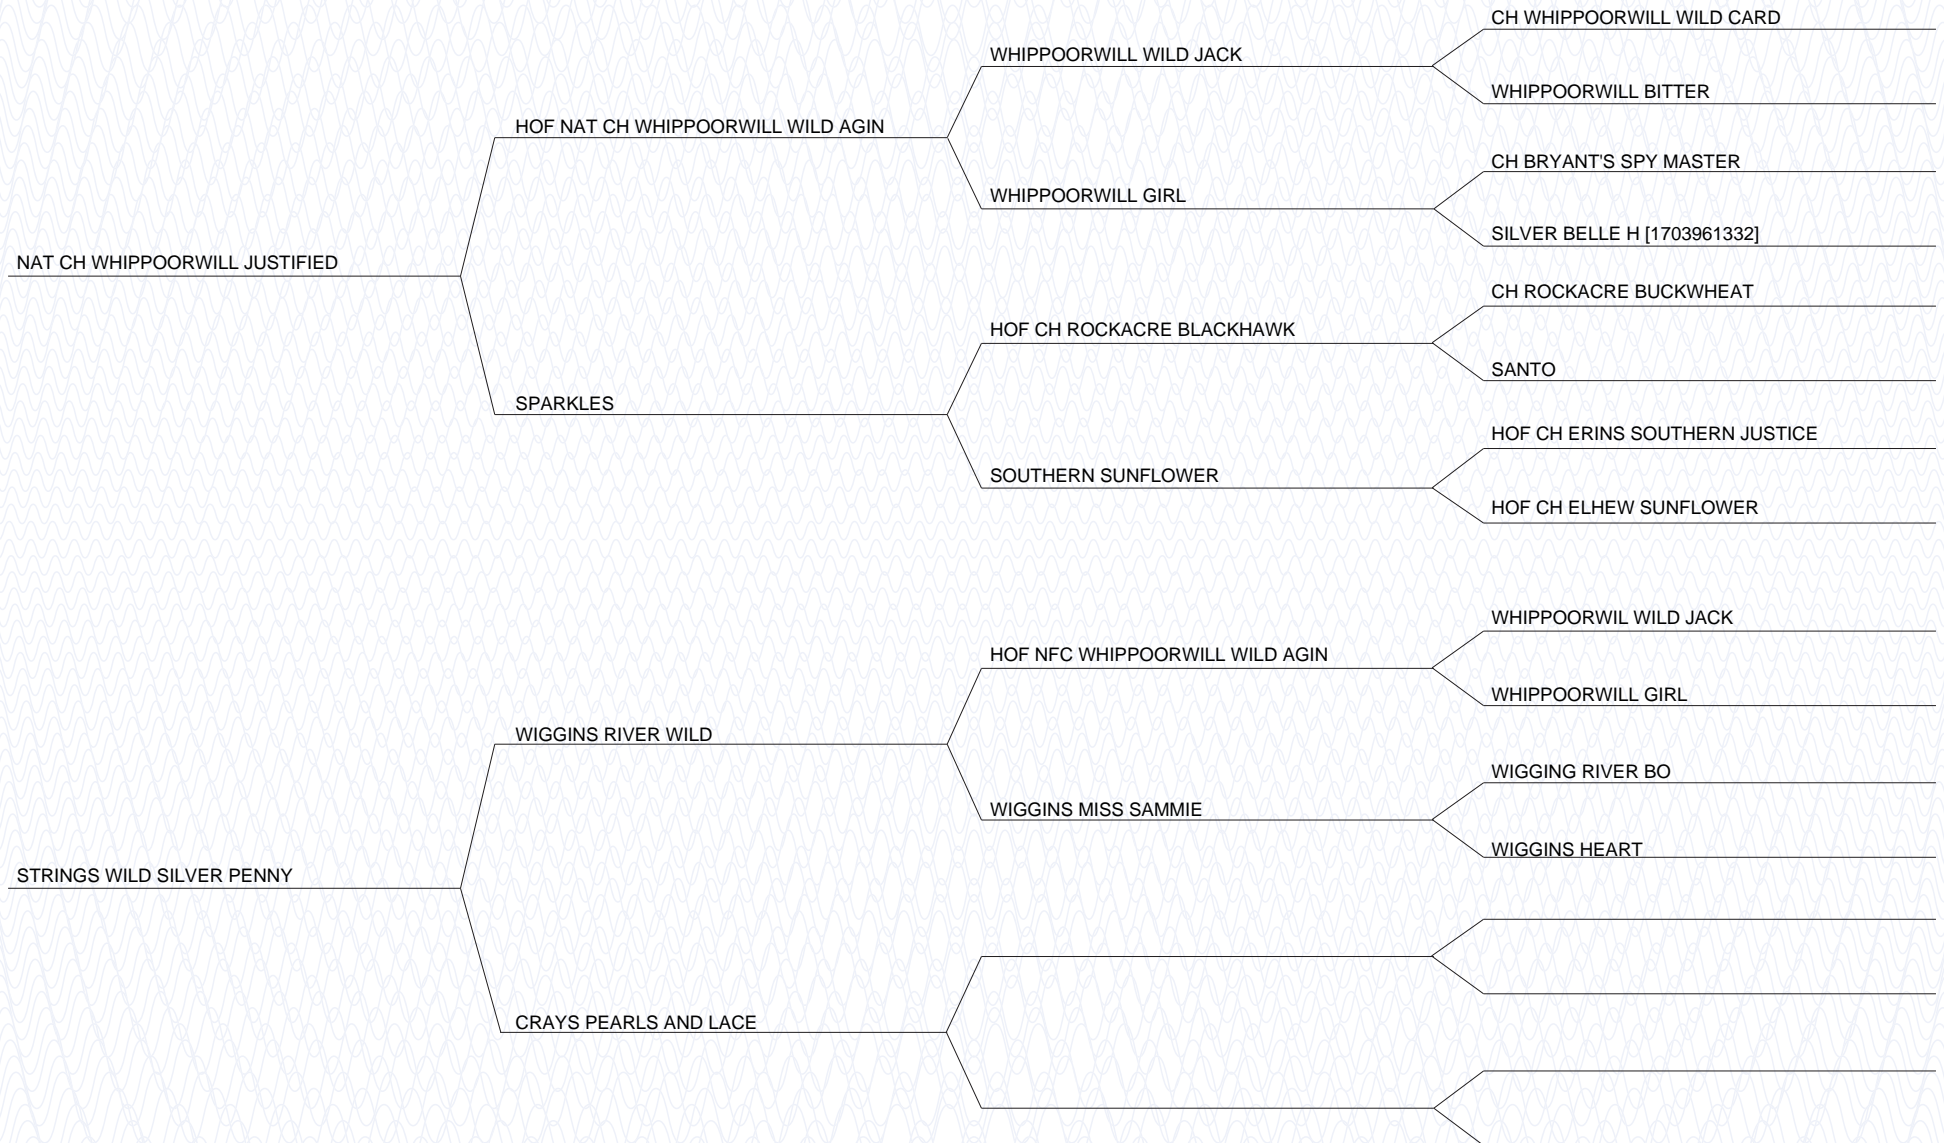 CH WHIPPOORWILL WILD CARD
WHIPPOORWILL WILD JACK
WHIPPOORWILL BITTER
HOF NAT CH WHIPPOORWILL WILD AGIN
CH BRYANT'S SPY MASTER
WHIPPOORWILL GIRL
SILVER BELLE H [1703961332]
NAT CH WHIPPOORWILL JUSTIFIED
CH ROCKACRE BUCKWHEAT
HOF CH ROCKACRE BLACKHAWK
SANTO
SPARKLES
HOF CH ERINS SOUTHERN JUSTICE
SOUTHERN SUNFLOWER
HOF CH ELHEW SUNFLOWER
WHIPPOORWIL WILD JACK
HOF NFC WHIPPOORWILL WILD AGIN
WHIPPOORWILL GIRL
WIGGINS RIVER WILD
WIGGING RIVER BO
WIGGINS MISS SAMMIE
WIGGINS HEART
STRINGS WILD SILVER PENNY
CRAYS PEARLS AND LACE